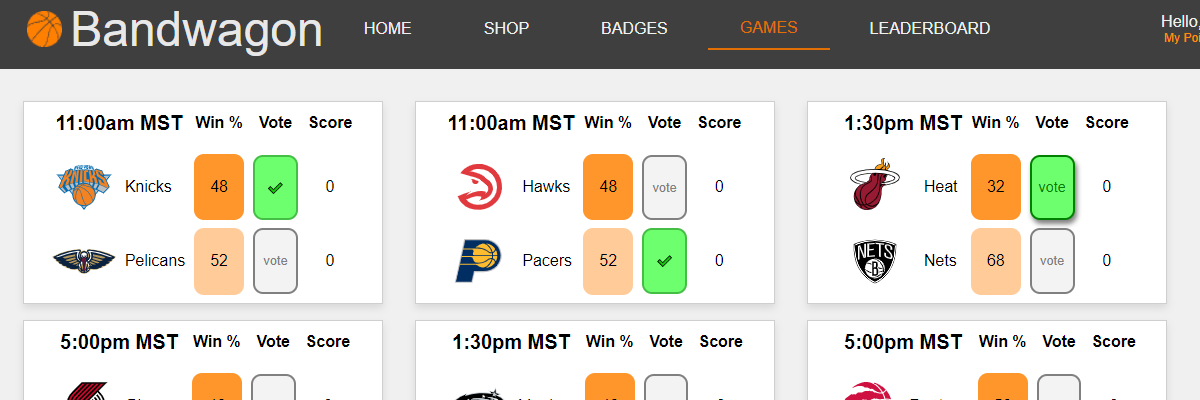 Bandwagon HOME SHOP BADGES GAMES LEADERBOARD Hello,
My
11:00am MST Win % Vote Score
KNICKS Knicks 48 0
Pelicans 52 vote 0
11:00am MST Win % Vote Score
Hawks 48 vote 0
Pacers 52 0
1:30pm MST Win % Vote Score
Heat 32 vote 0
NETS B Nets 68 vote 0
5:00pm MST Win % Vote Score
1:30pm MST Win % Vote Score
5:00pm MST Win % Vote Score